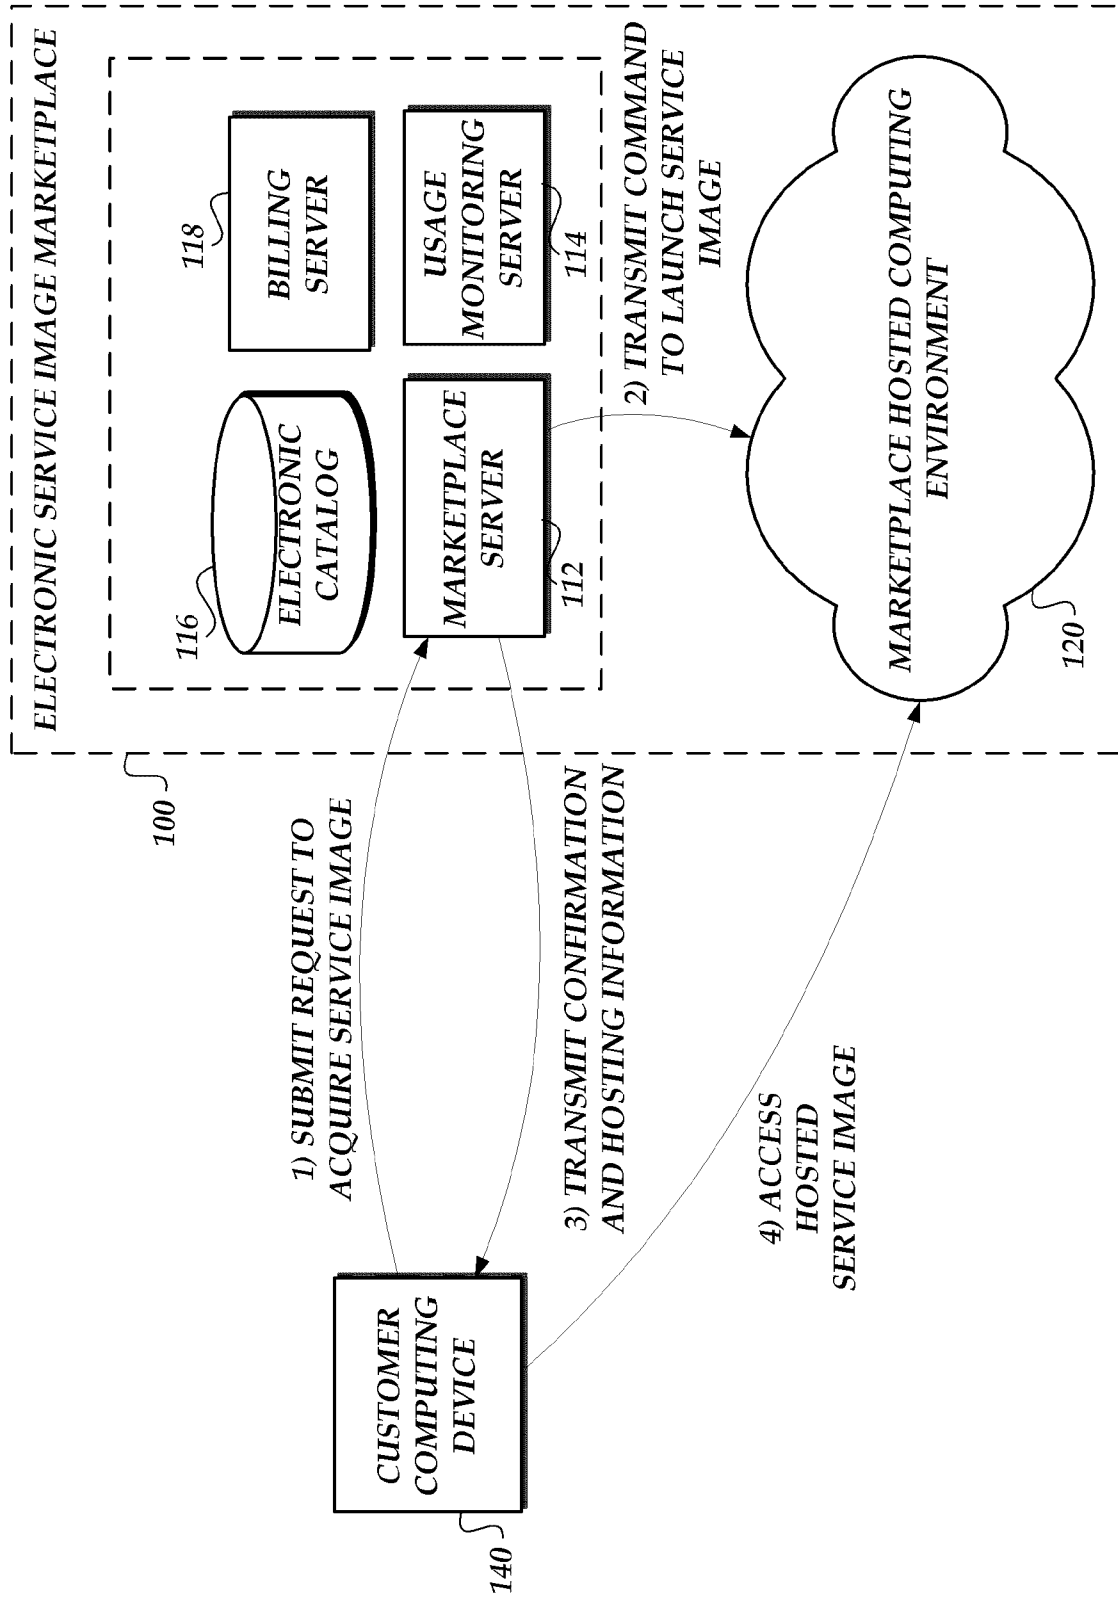 ELECTRONIC SERVICE IMAGE MARKETPLACE
100
116
ELECTRONIC
CATALOG
118
BILLING
SERVER
MARKETPLACE
SERVER
112
USAGE
MONITORING
SERVER
114
1) SUBMIT REQUEST TO
ACQUIRE SERVICE IMAGE
2) TRANSMIT COMMAND
TO LAUNCH SERVICE
IMAGE
3) TRANSMIT CONFIRMATION
AND HOSTING INFORMATION
CUSTOMER
COMPUTING
DEVICE
140
4) ACCESS
HOSTED
SERVICE IMAGE
MARKETPLACE HOSTED COMPUTING
ENVIRONMENT
120